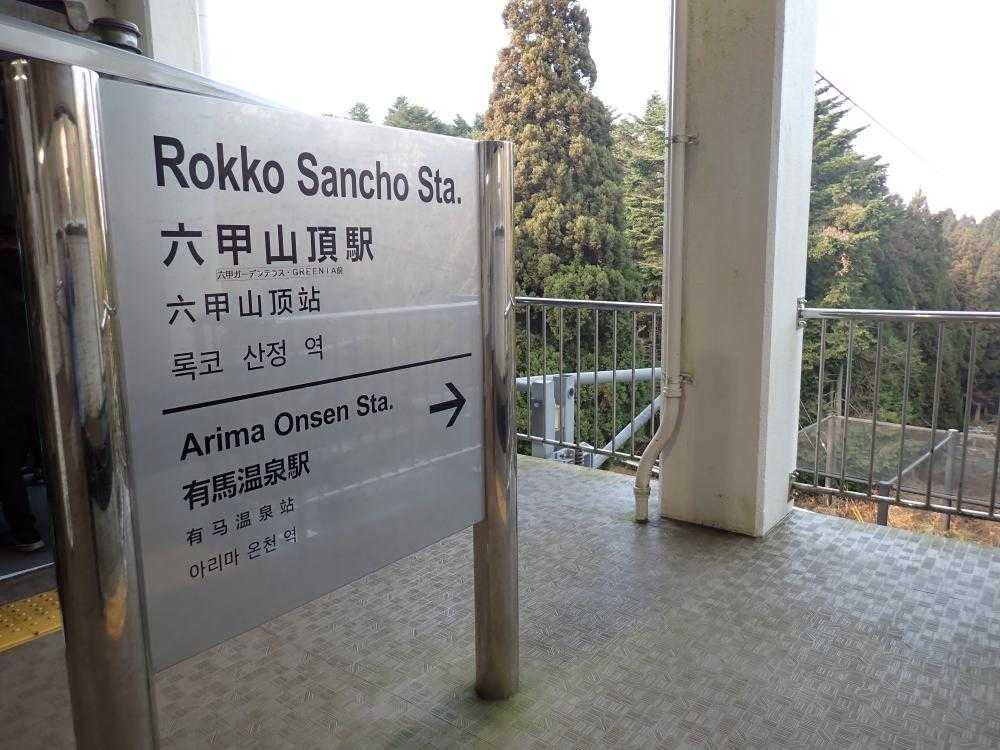 Rokko Sancho Sta.
六甲山頂駅
六甲ガーデンテラス・GREENIA前
六甲山顶站
록코 산정 역
Arima Onsen Sta.
有馬温泉駅
有马温泉站
아리마 온천 역